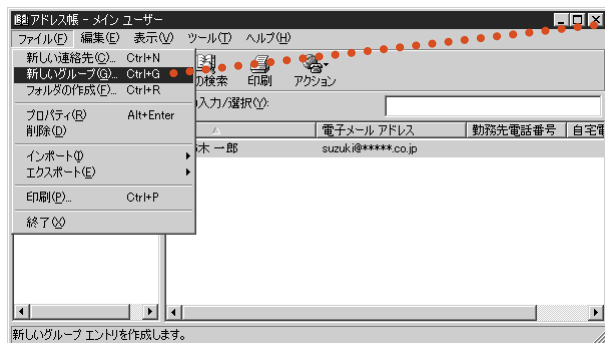 アドレス帳 - メイン ユーザー
ファイル(F) 編集(E) 表示(V) ツール(T) ヘルプ(H)
新しい連絡先(C)... Ctrl+N
新しいグループ(G)... Ctrl+G
フォルダの作成(F)... Ctrl+R
プロパティ(R) Alt+Enter
削除(D)
インポート(I)
エクスポート(E)
印刷(P)... Ctrl+P
終了(X)
の検索 印刷 アクション
入力/選択(Y):
電子メール アドレス 勤務先電話番号 自宅電
木 一郎 suzuki@*****.co.jp
新しいグループ エントリを作成します。